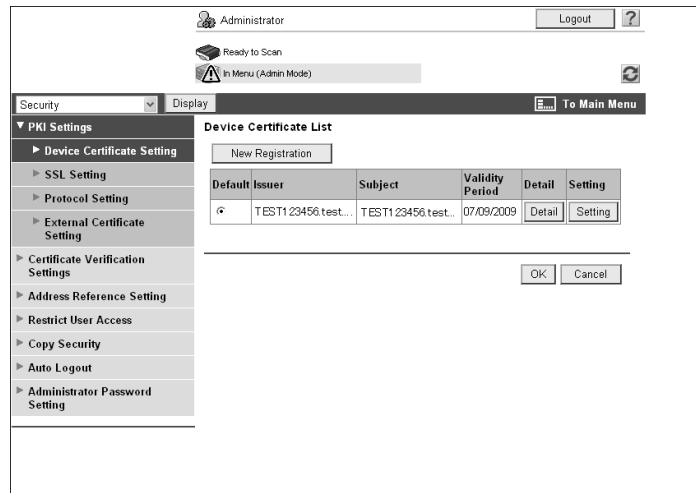 Administrator
Logout
?
Ready to Scan
In Menu (Admin Mode)
Security
Display
To Main Menu
PKI Settings
Device Certificate Setting
SSL Setting
Protocol Setting
External Certificate
Setting
Certificate Verification
Settings
Address Reference Setting
Restrict User Access
Copy Security
Auto Logout
Administrator Password
Setting
Device Certificate List
New Registration
Default Issuer Subject Validity Period Detail Setting
TEST123456.test.... TEST123456.test... 07/09/2009 Detail Setting
OK Cancel